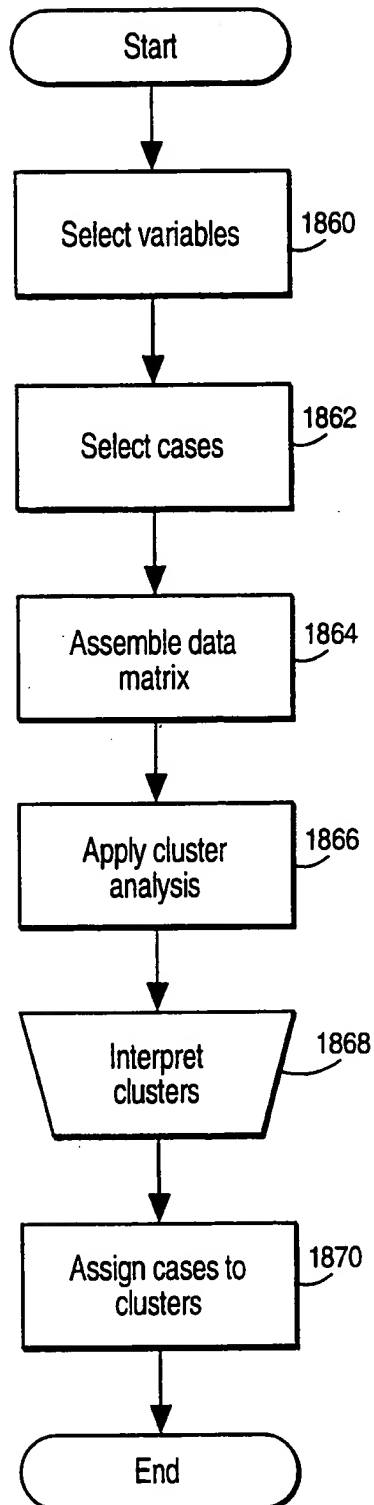 Start
Select variables
1860
Select cases
1862
Assemble data
matrix
1864
Apply cluster
analysis
1866
Interpret
clusters
1868
Assign cases to
clusters
1870
End